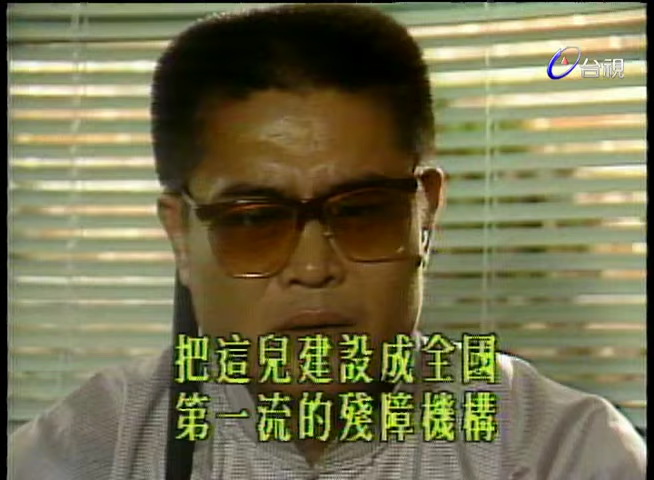 台視
把這兒建設成全國
第一流的殘障機構